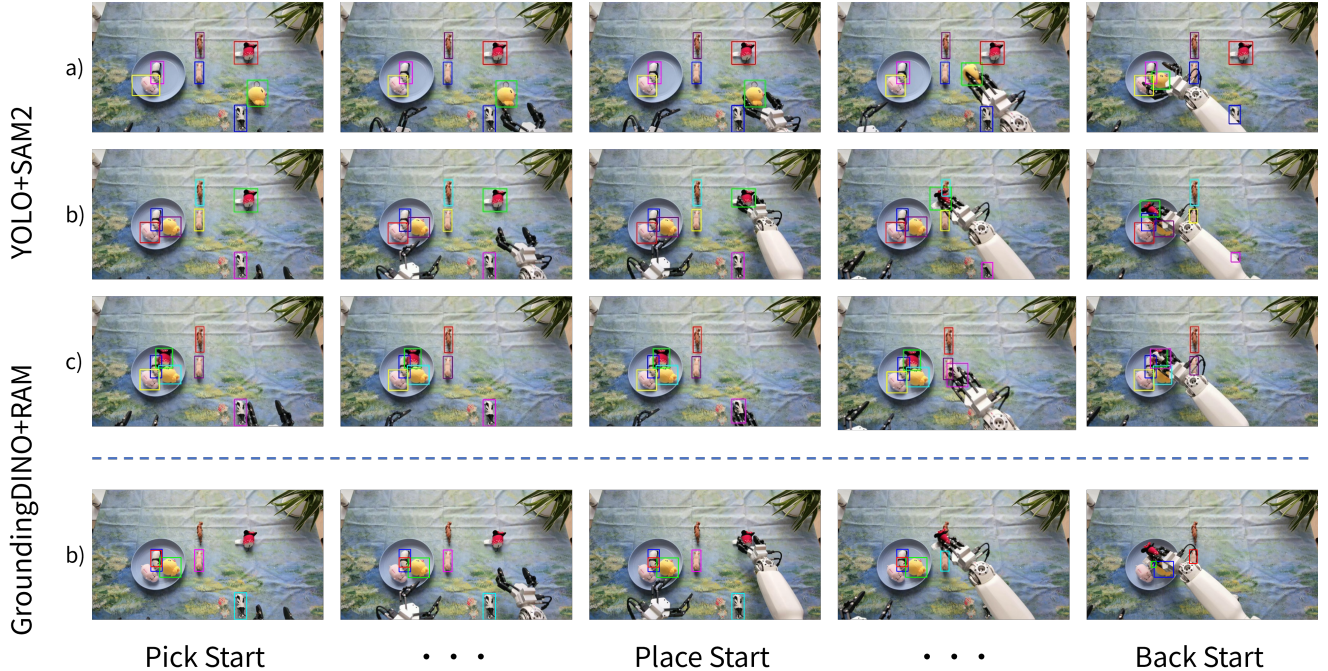 YOLO+SAM2
a)
b)
c)
GroundingDINO+RAM
b)
Pick Start
• • •
Place Start
• • •
Back Start